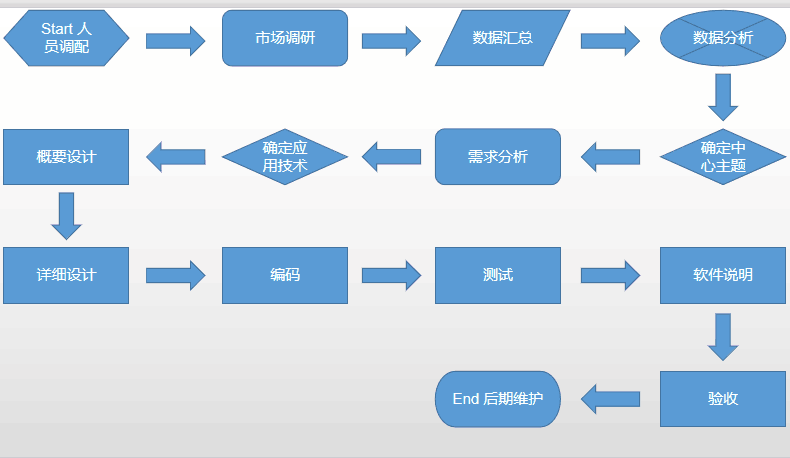 Start 人
员调配
市场调研
数据汇总
数据分析
确定中
心主题
需求分析
确定应
用技术
概要设计
详细设计
编码
测试
软件说明
验收
End 后期维护